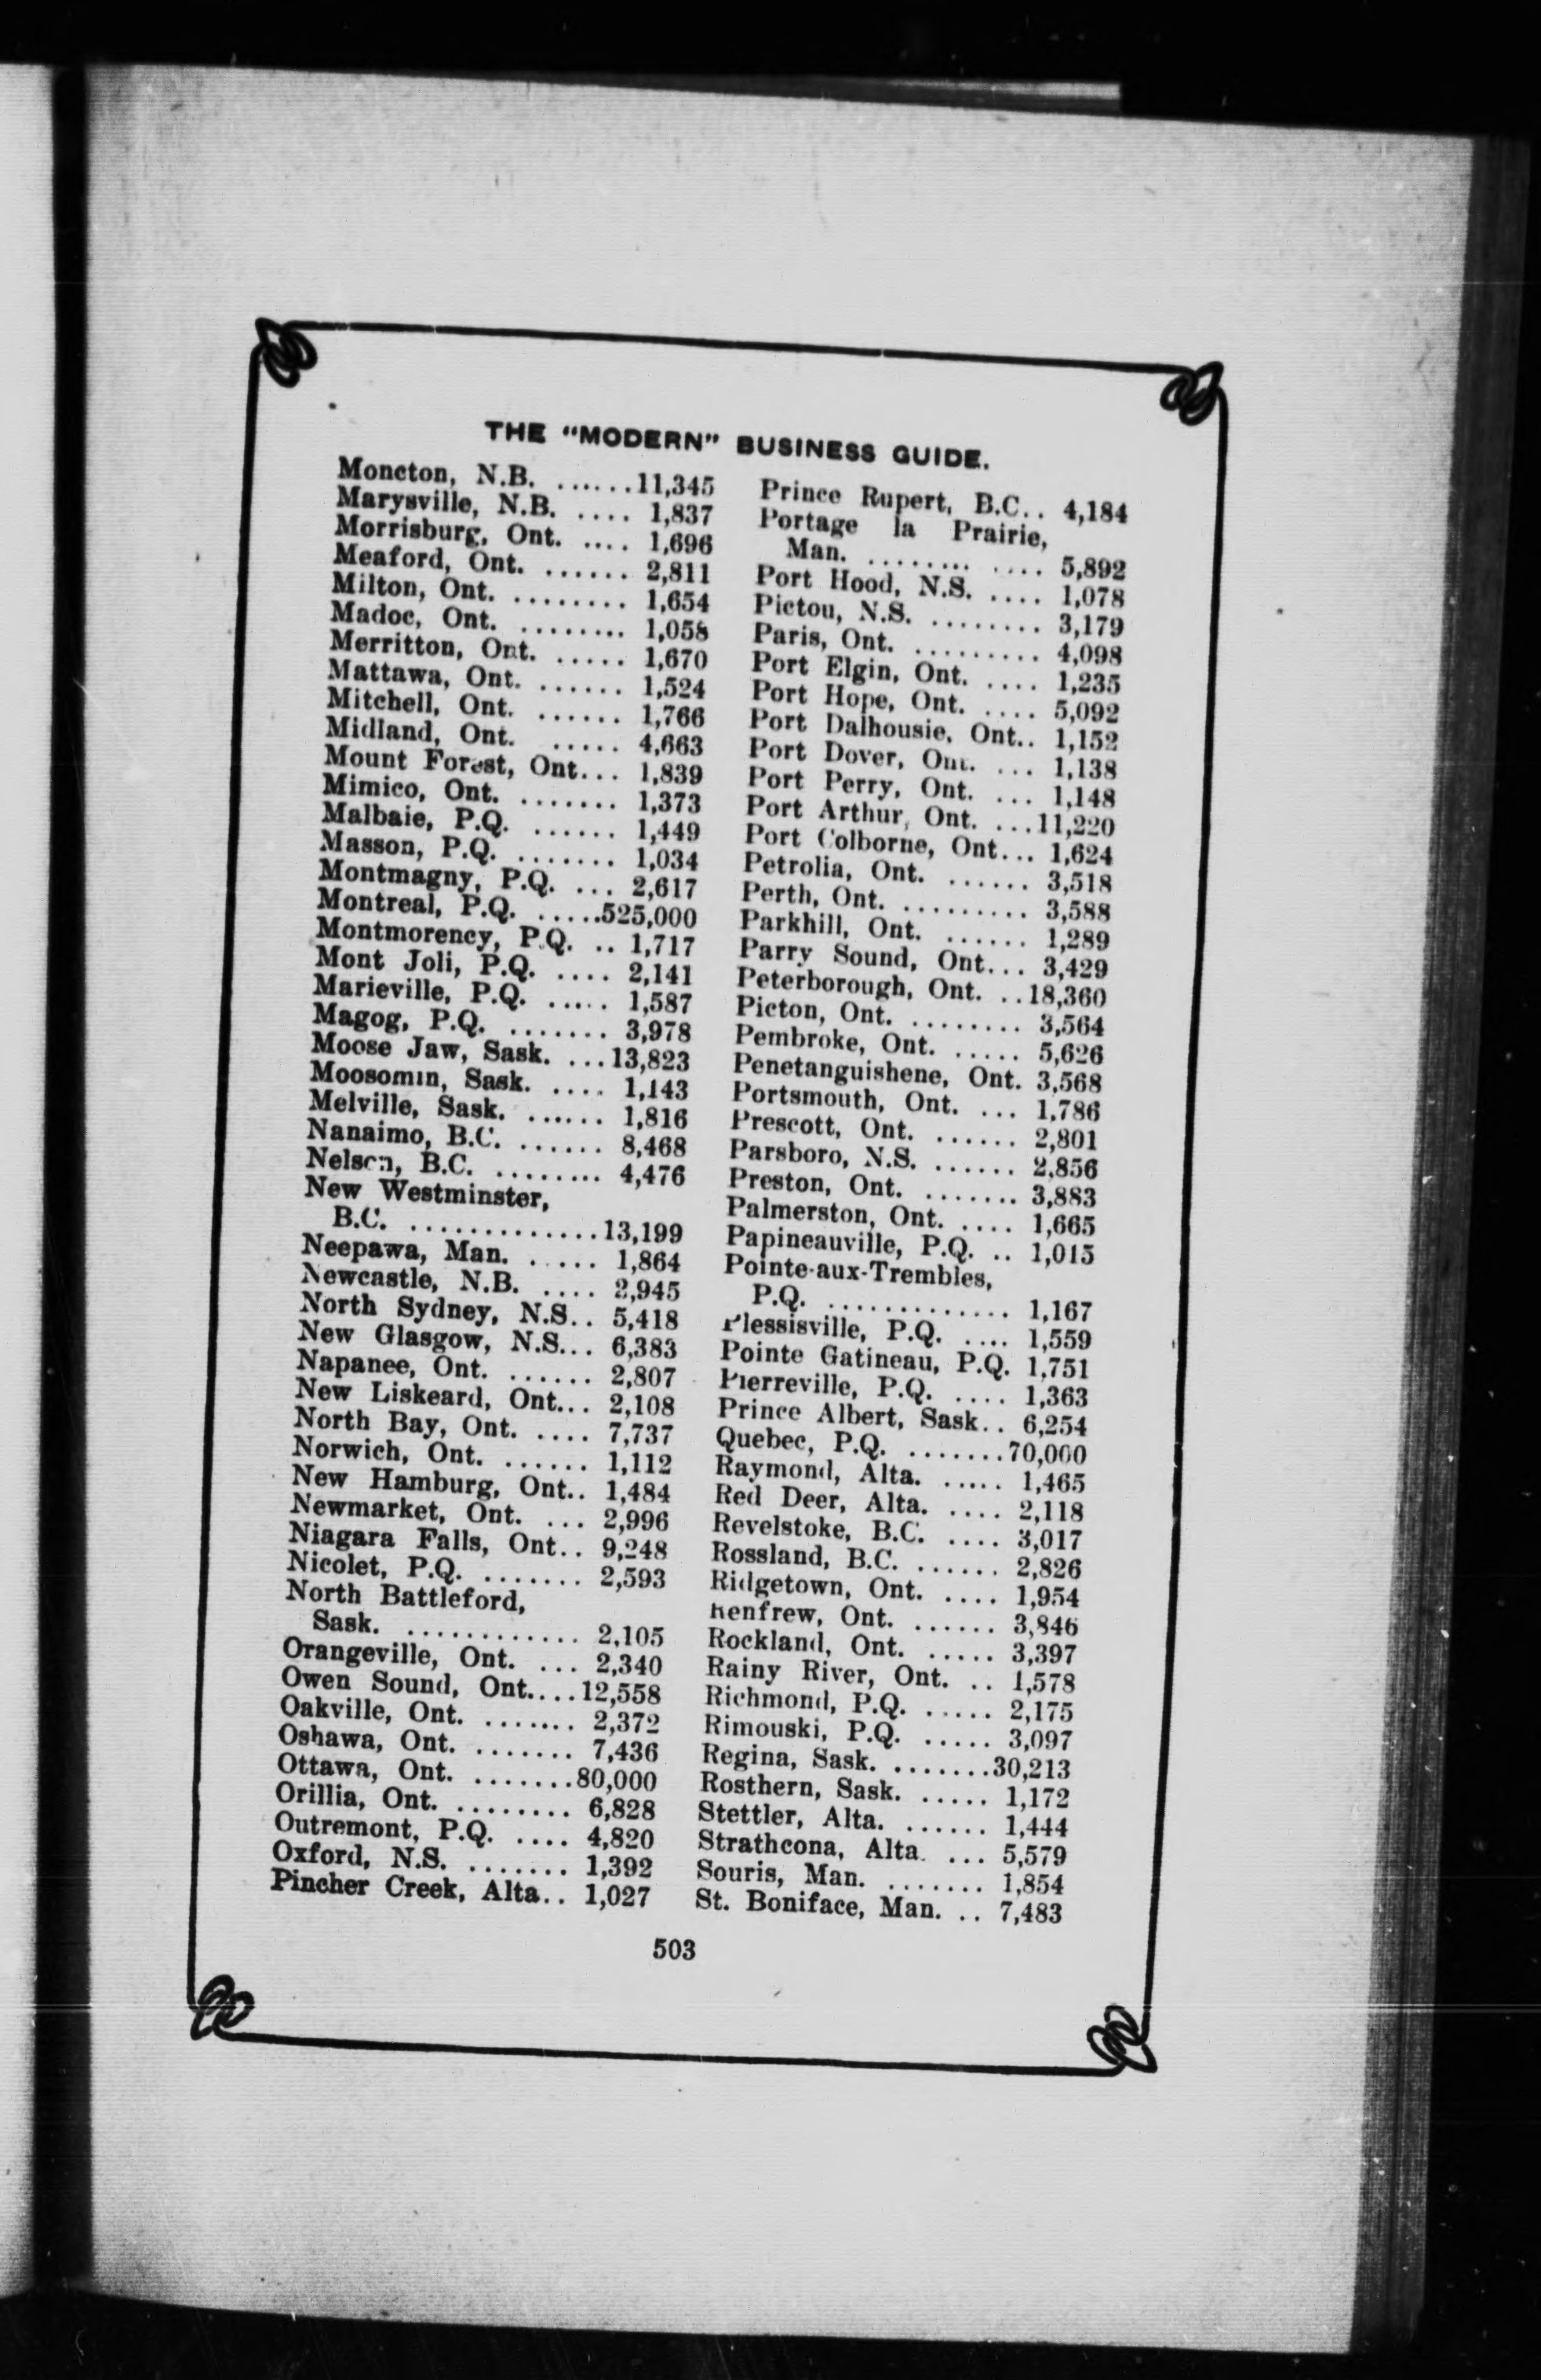 THE "MODERN" BUSINESS GUIDE.
Moncton, N.B. .......11,345
Marysville, N.B. .... 1,837
Morrisburg, Ont. .... 1,696
Meaford, Ont. ...... 2,811
Milton, Ont. ........ 1,654
Madoc, Ont. ........ 1,058
Merritton, Ont. ..... 1,670
Mattawa, Ont. ...... 1,524
Mitchell, Ont. ...... 1,766
Midland, Ont. ..... 4,663
Mount Forest, Ont... 1,839
Mimico, Ont. ....... 1,373
Malbaie, P.Q. ...... 1,449
Masson, P.Q. ....... 1,034
Montmagny, P.Q. ... 2,617
Montreal, P.Q. .....525,000
Montmorency, P.Q. .. 1,717
Mont Joli, P.Q. .... 2,141
Marieville, P.Q. ..... 1,587
Magog, P.Q. ....... 3,978
Moose Jaw, Sask. ...13,823
Moosomin, Sask. .... 1,143
Melville, Sask. ...... 1,816
Nanaimo, B.C. ...... 8,468
Nelson, B.C. ........ 4,476
New Westminster,
B.C. .............13,199
Neepawa, Man. ..... 1,864
Newcastle, N.B. .... 2,945
North Sydney, N.S.. 5,418
New Glasgow, N.S... 6,383
Napanee, Ont. ...... 2,807
New Liskeard, Ont... 2,108
North Bay, Ont. .... 7,737
Norwich, Ont. ...... 1,112
New Hamburg, Ont.. 1,484
Newmarket, Ont. ... 2,996
Niagara Falls, Ont.. 9,248
Nicolet, P.Q. ....... 2,593
North Battleford,
Sask. ............ 2,105
Orangeville, Ont. ... 2,340
Owen Sound, Ont....12,558
Oakville, Ont. ....... 2,372
Oshawa, Ont. ....... 7,436
Ottawa, Ont. .......80,000
Orillia, Ont. ........ 6,828
Outremont, P.Q. .... 4,820
Oxford, N.S. ....... 1,392
Pincher Creek, Alta.. 1,027
Prince Rupert, B.C.. 4,184
Portage la Prairie,
Man. ......... .... 5,892
Port Hood, N.S. .... 1,078
Pictou, N.S. ........ 3,179
Paris, Ont. ......... 4,098
Port Elgin, Ont. .... 1,235
Port Hope, Ont. .... 5,092
Port Dalhousie, Ont.. 1,152
Port Dover, Ont. ... 1,138
Port Perry, Ont. ... 1,148
Port Arthur, Ont. ...11,220
Port Colborne, Ont... 1,624
Petrolia, Ont. ...... 3,518
Perth, Ont. ......... 3,588
Parkhill, Ont. ...... 1,289
Parry Sound, Ont... 3,429
Peterborough, Ont. ..18,360
Picton, Ont. ........ 3,564
Pembroke, Ont. ..... 5,626
Penetanguishene, Ont. 3,568
Portsmouth, Ont. ... 1,786
Prescott, Ont. ...... 2,801
Parsboro, N.S. ...... 2,856
Preston, Ont. ....... 3,883
Palmerston, Ont. .... 1,665
Papineauville, P.Q. .. 1,015
Pointe-aux-Trembles,
P.Q. ............. 1,167
Plessisville, P.Q. .... 1,559
Pointe Gatineau, P.Q. 1,751
Pierreville, P.Q. .... 1,363
Prince Albert, Sask.. 6,254
Quebec, P.Q. .......70,000
Raymond, Alta. ..... 1,465
Red Deer, Alta. .... 2,118
Revelstoke, B.C. .... 3,017
Rossland, B.C. ...... 2,826
Ridgetown, Ont. .... 1,954
Renfrew, Ont. ...... 3,846
Rockland, Ont. ..... 3,397
Rainy River, Ont. .. 1,578
Richmond, P.Q. ..... 2,175
Rimouski, P.Q. ..... 3,097
Regina, Sask. .......30,213
Rosthern, Sask. ..... 1,172
Stettler, Alta. ...... 1,444
Strathcona, Alta. ... 5,579
Souris, Man. ....... 1,854
St. Boniface, Man. .. 7,483
503